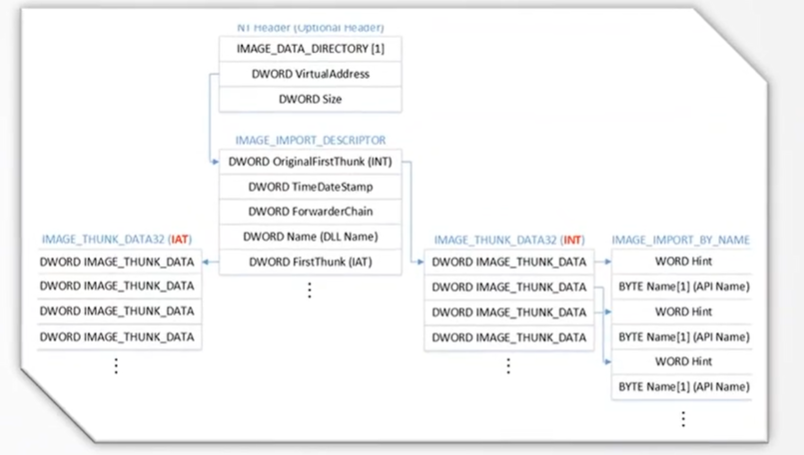 NT Header (Optional Header)
IMAGE_DATA_DIRECTORY [1]
DWORD VirtualAddress
DWORD Size
IMAGE_IMPORT_DESCRIPTOR
DWORD OriginalFirstThunk (INT)
DWORD TimeDateStamp
DWORD ForwarderChain
DWORD Name (DLL Name)
DWORD FirstThunk (IAT)
⋮
IMAGE_THUNK_DATA32 (IAT)
DWORD IMAGE_THUNK_DATA
DWORD IMAGE_THUNK_DATA
DWORD IMAGE_THUNK_DATA
DWORD IMAGE_THUNK_DATA
⋮
IMAGE_THUNK_DATA32 (INT)
DWORD IMAGE_THUNK_DATA
DWORD IMAGE_THUNK_DATA
DWORD IMAGE_THUNK_DATA
DWORD IMAGE_THUNK_DATA
⋮
IMAGE_IMPORT_BY_NAME
WORD Hint
BYTE Name[1] (API Name)
WORD Hint
BYTE Name[1] (API Name)
WORD Hint
BYTE Name[1] (API Name)
⋮